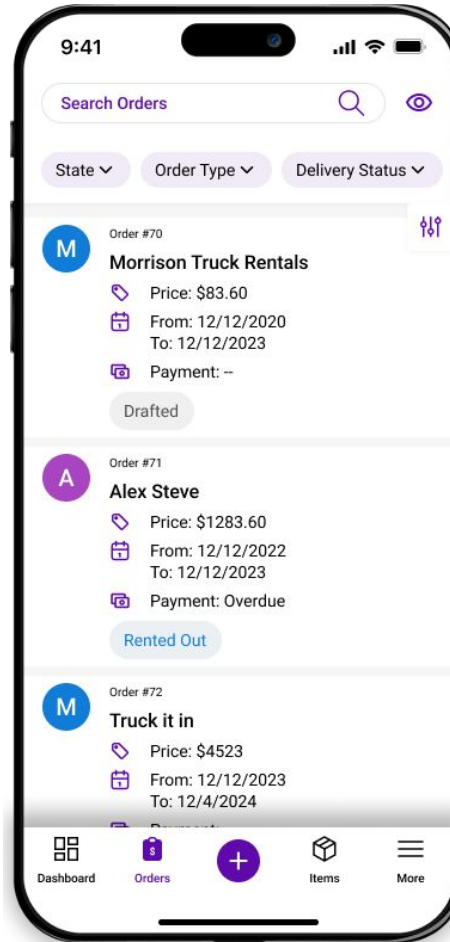 9:41
Search Orders
State
Order Type
Delivery Status
Order #70
M
Morrison Truck Rentals
Price: $83.60
1
From: 12/12/2020
To: 12/12/2023
Payment: --
Drafted
Order #71
A
Alex Steve
Price: $1283.60
1
From: 12/12/2022
To: 12/12/2023
Payment: Overdue
Rented Out
Order #72
M
Truck it in
Price: $4523
1
From: 12/12/2023
To: 12/4/2024
$
Dashboard
Orders
Items
More